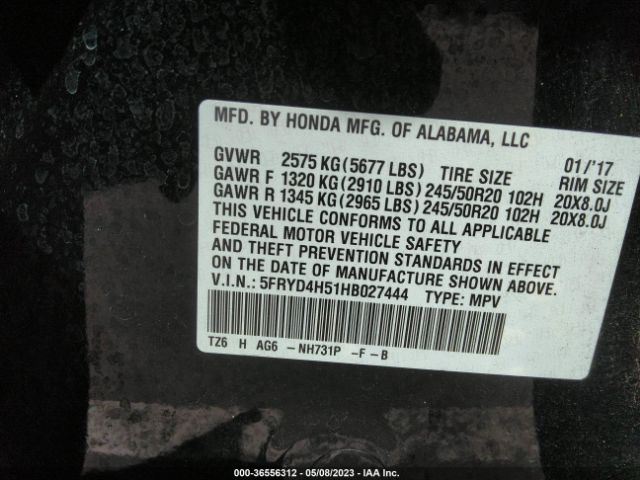 MFD. BY HONDA MFG. OF ALABAMA, LLC
01/'17
GVWR 2575 KG (5677 LBS) TIRE SIZE RIM SIZE
GAWR F 1320 KG (2910 LBS) 245/50R20 102H 20X8.0J
GAWR R 1345 KG (2965 LBS) 245/50R20 102H 20X8.0J
THIS VEHICLE CONFORMS TO ALL APPLICABLE
FEDERAL MOTOR VEHICLE SAFETY
AND THEFT PREVENTION STANDARDS IN EFFECT
ON THE DATE OF MANUFACTURE SHOWN ABOVE.
V.I.N.: 5FRYD4H51HB027444 TYPE: MPV
TZ6 H AG6 - NH731P - F - B
000-36556312 - 05/08/2023 - IAA Inc.